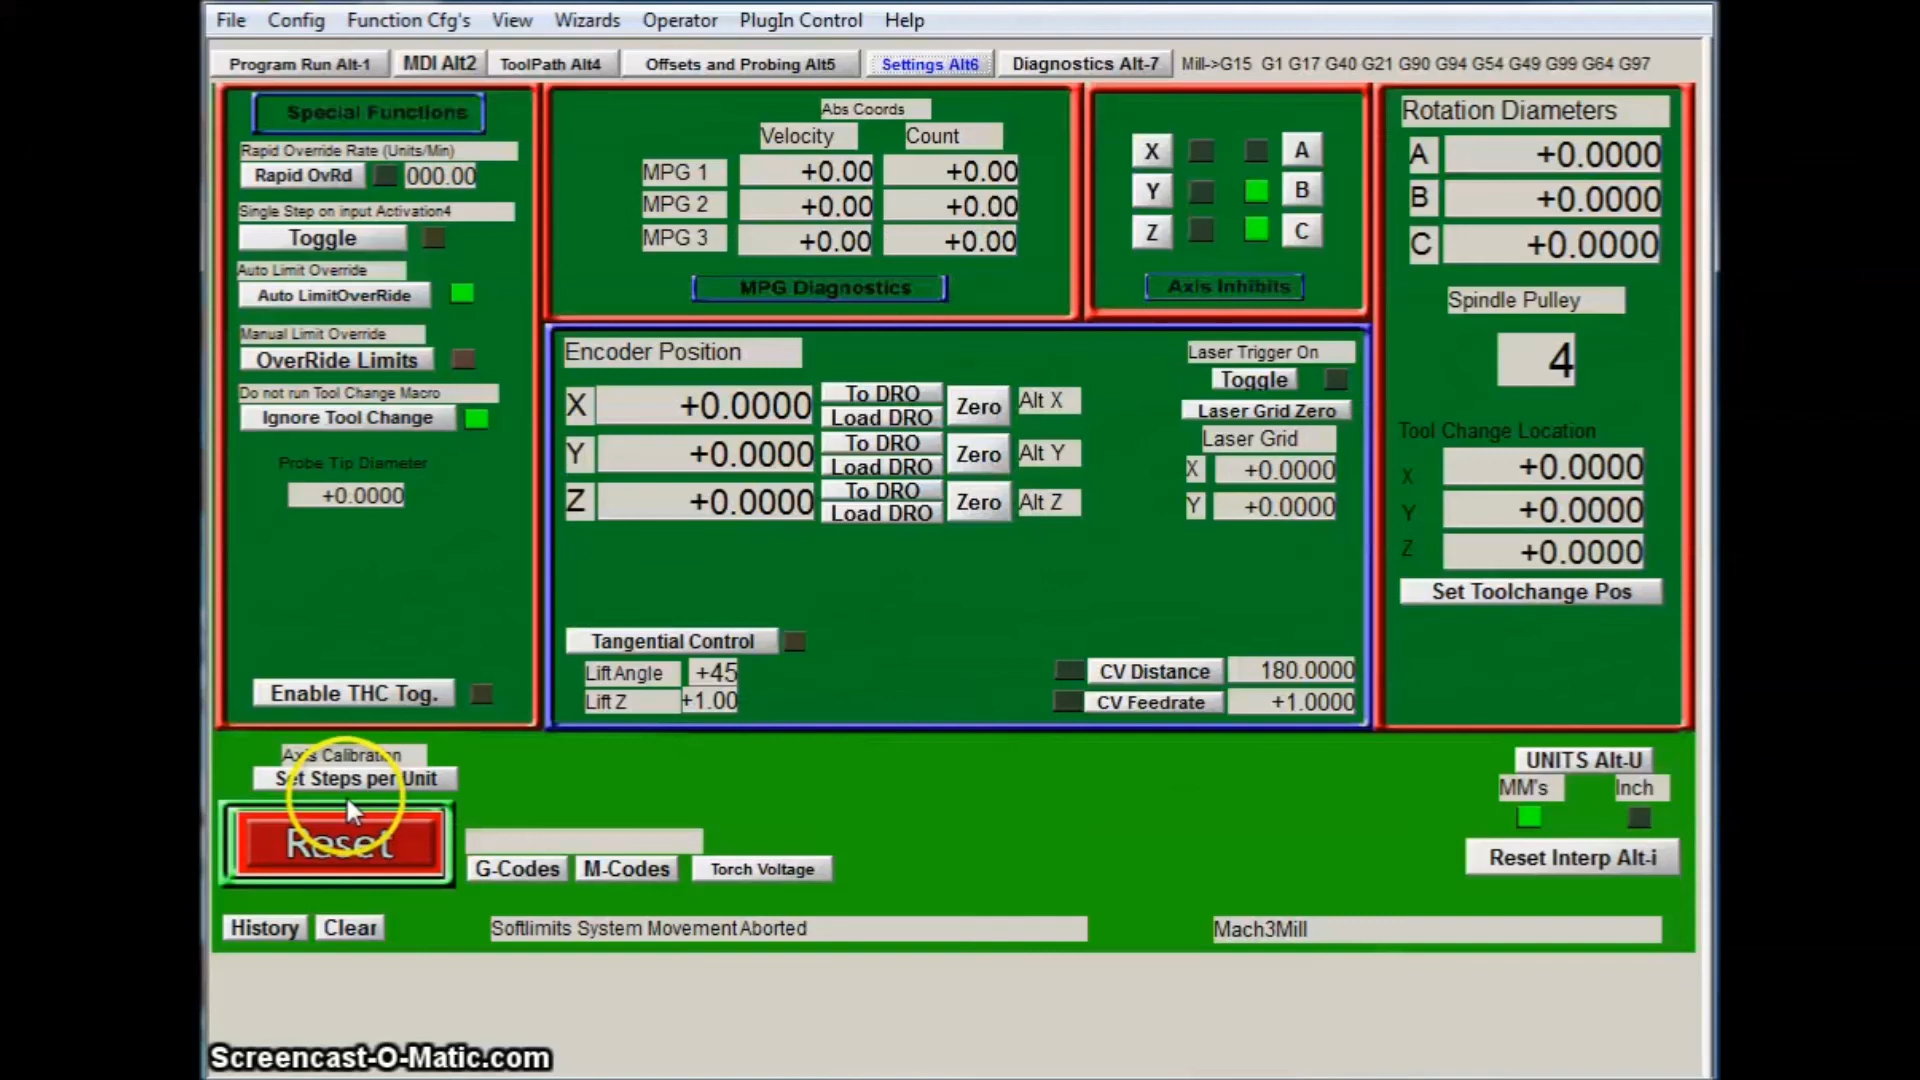 File Config Function Cfg's View Wizards Operator PlugIn Control Help
Program Run Alt-1 MDI Alt2 ToolPath Alt4 Offsets and Probing Alt5 Settings Alt6 Diagnostics Alt-7 Mill->G15 G1 G17 G40 G21 G90 G94 G54 G49 G99 G64 G97
Special Functions
Rapid Override Rate (Units/Min)
Rapid OvRd 000.00
Single Step on input Activation4
Toggle
Auto Limit Override
Auto LimitOverRide
Manual Limit Override
OverRide Limits
Do not run Tool Change Macro
Ignore Tool Change
Probe Tip Diameter
+0.0000
Enable THC Tog.
Abs Coords
Velocity Count
MPG 1 +0.00 +0.00
MPG 2 +0.00 +0.00
MPG 3 +0.00 +0.00
MPG Diagnostics
X A
Y B
Z C
Axis Inhibits
Rotation Diameters
A +0.0000
B +0.0000
C +0.0000
Spindle Pulley
4
Tool Change Location
X +0.0000
Y +0.0000
Z +0.0000
Set Toolchange Pos
Encoder Position
X +0.0000 To DRO Load DRO Zero Alt X
Y +0.0000 To DRO Load DRO Zero Alt Y
Z +0.0000 To DRO Load DRO Zero Alt Z
Laser Trigger On
Toggle
Laser Grid Zero
Laser Grid
X +0.0000
Y +0.0000
Tangential Control
Lift Angle +45
Lift Z +1.00
CV Distance 180.0000
CV Feedrate +1.0000
Axis Calibration
Set Steps per Unit
Reset
G-Codes M-Codes Torch Voltage
UNITS Alt-U
MM's Inch
Reset Interp Alt-i
History Clear Softlimits System Movement Aborted Mach3Mill
Screencast-O-Matic.com